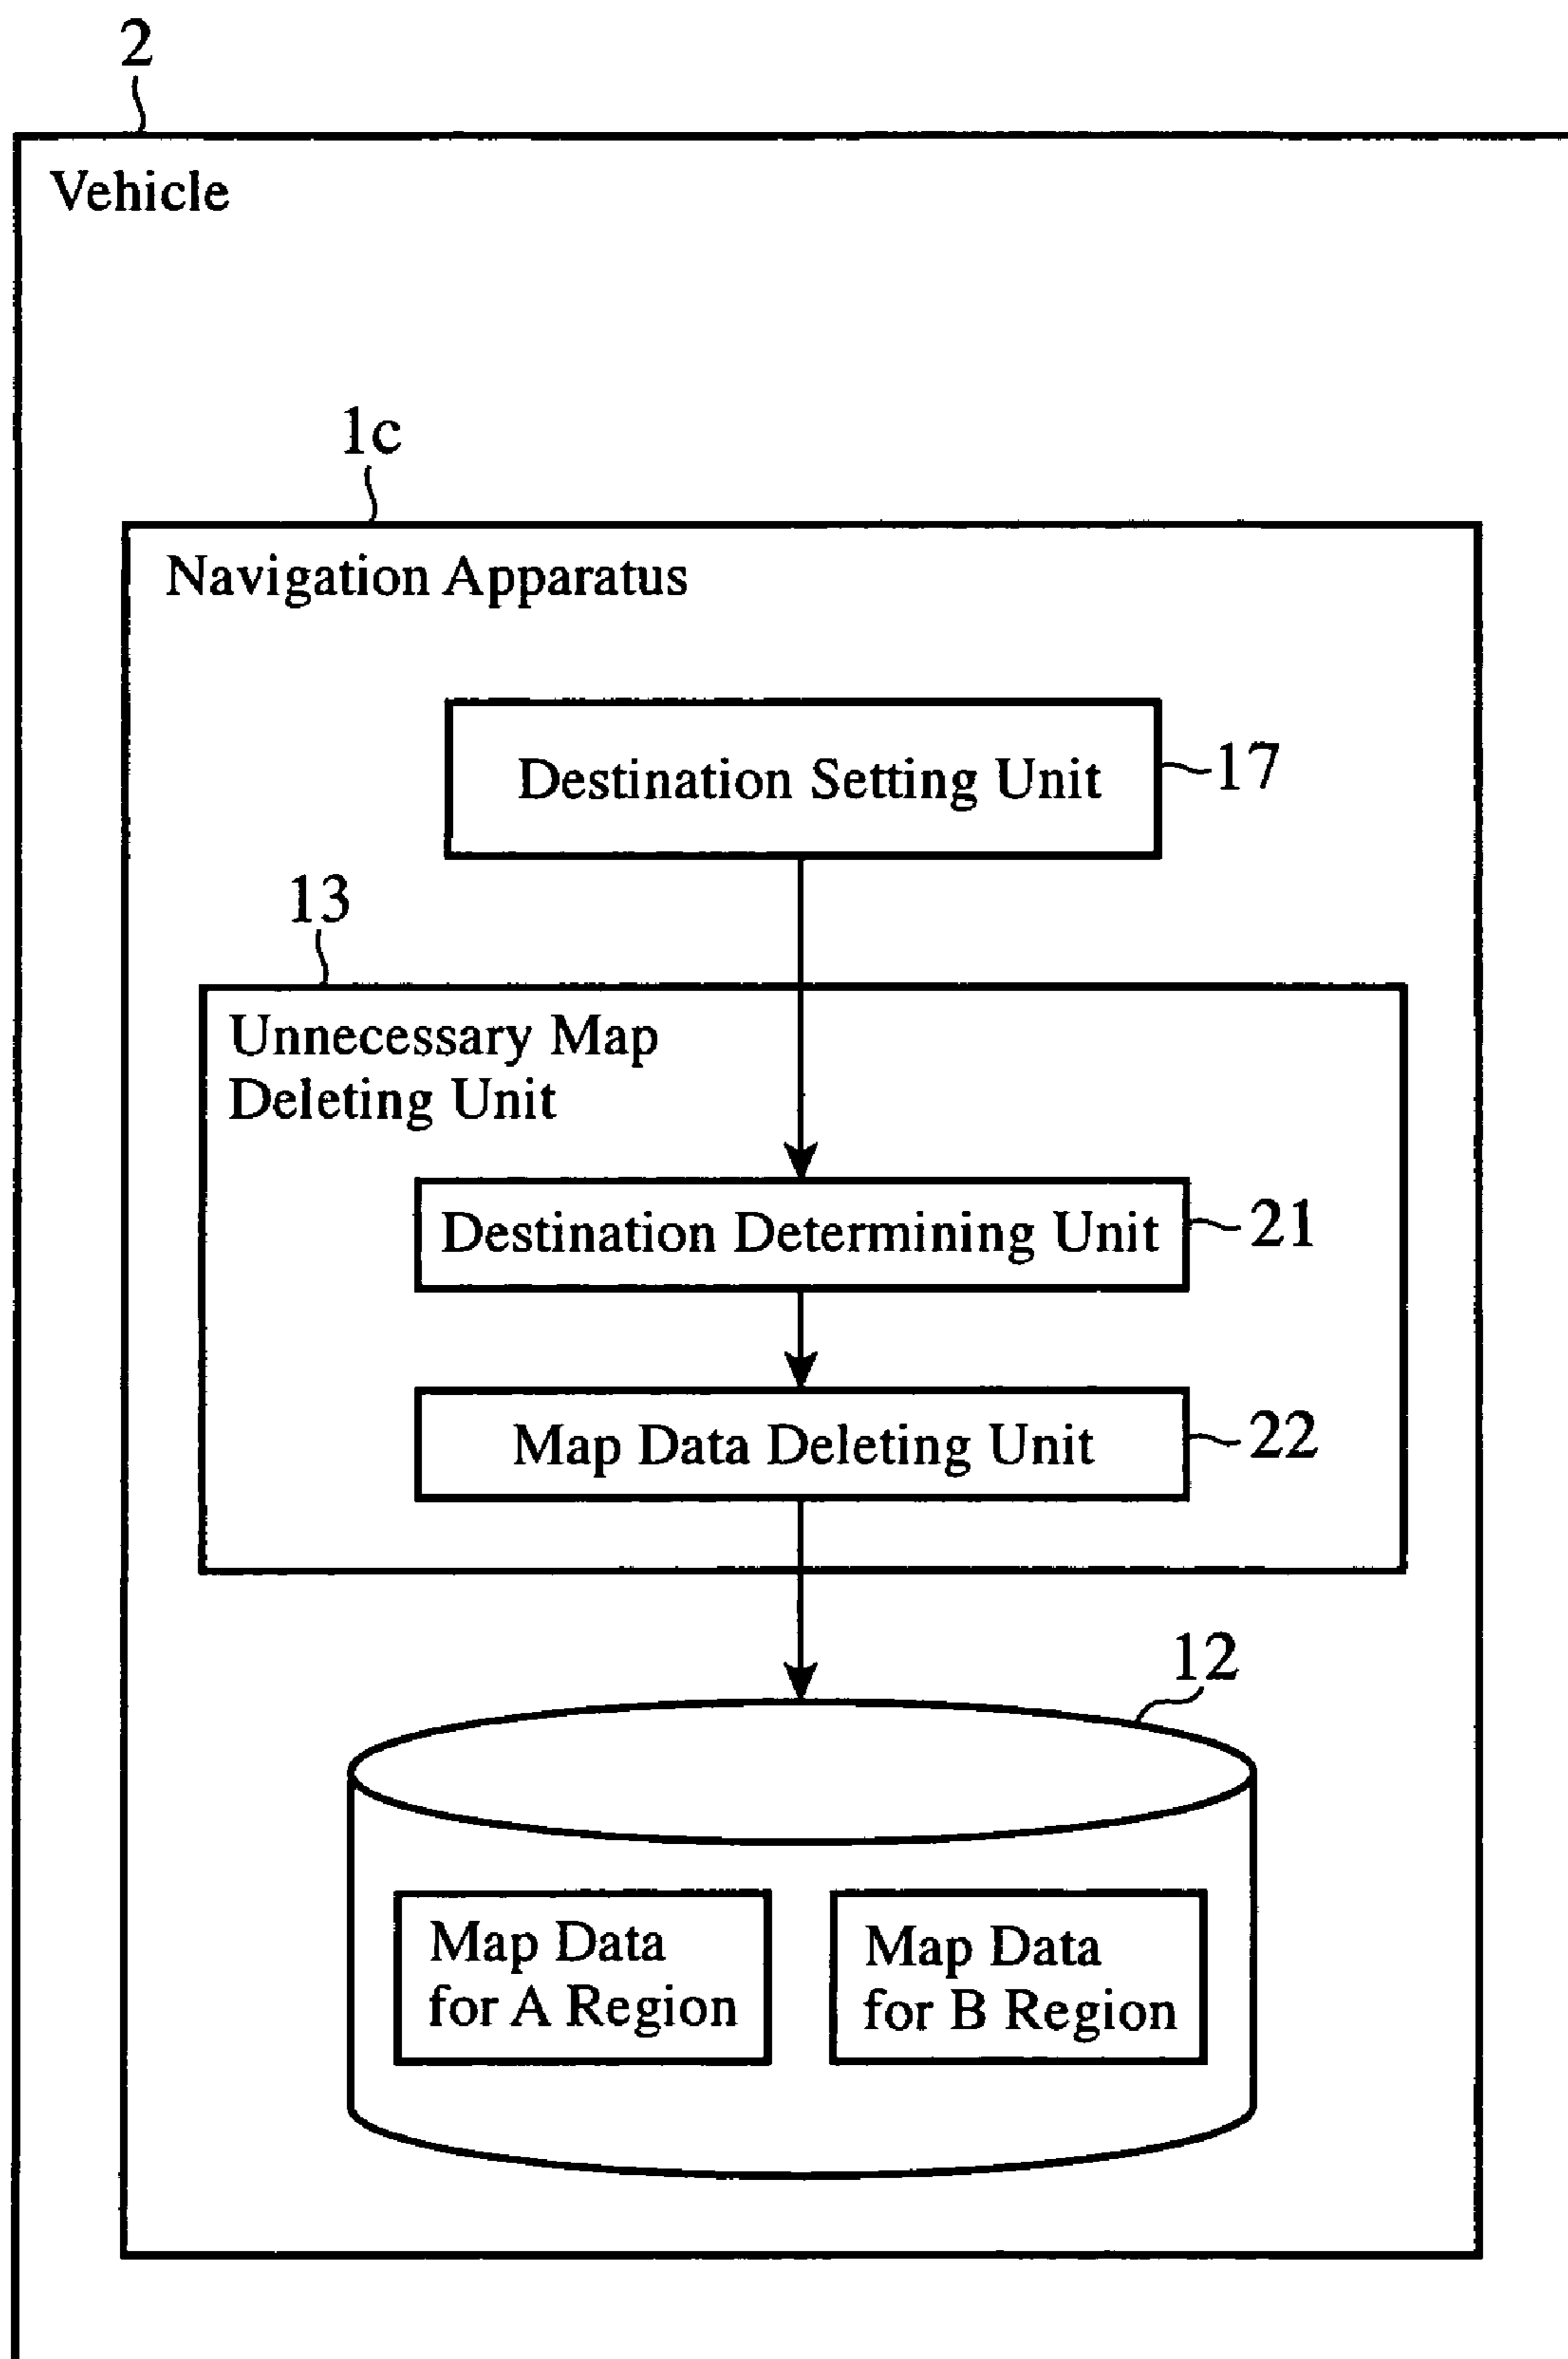 2
Vehicle
1c
Navigation Apparatus
Destination Setting Unit
17
13
Unnecessary Map
Deleting Unit
Destination Determining Unit
21
Map Data Deleting Unit
22
12
Map Data
for A Region
Map Data
for B Region